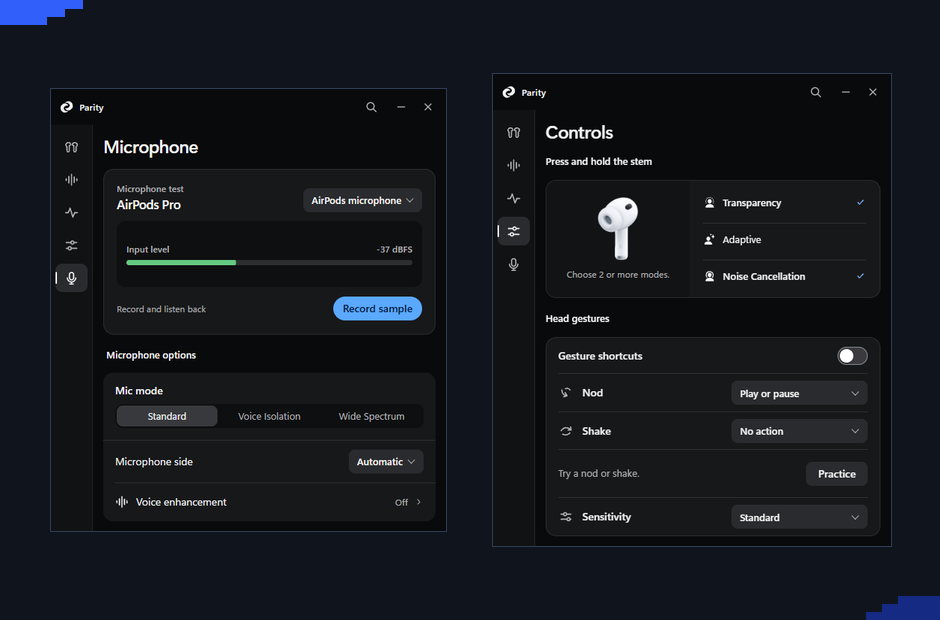 Parity
Microphone
Microphone test
AirPods Pro
AirPods microphone
Input level
-37 dBFS
Record and listen back
Record sample
Microphone options
Mic mode
Standard
Voice Isolation
Wide Spectrum
Microphone side
Automatic
Voice enhancement
Off
Parity
Controls
Press and hold the stem
Choose 2 or more modes.
Transparency
Adaptive
Noise Cancellation
Head gestures
Gesture shortcuts
Nod
Play or pause
Shake
No action
Try a nod or shake.
Practice
Sensitivity
Standard